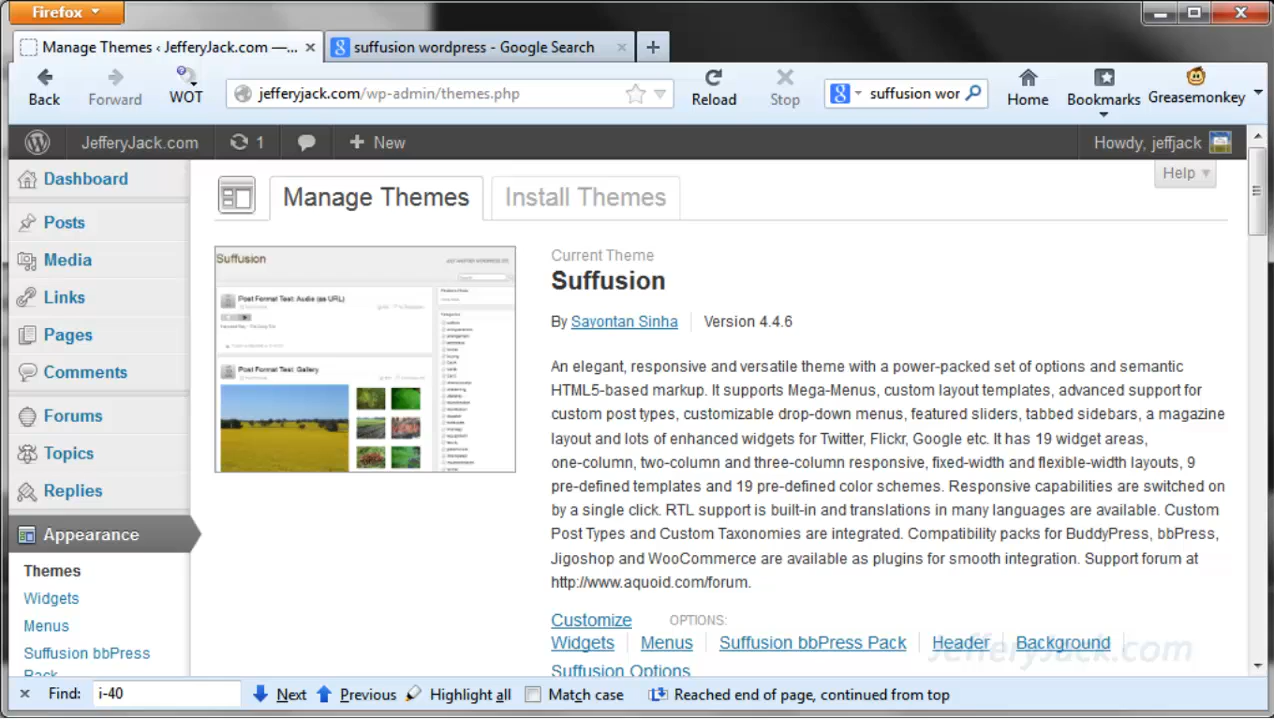 Firefox
Manage Themes ‹ JefferyJack.com —...
suffusion wordpress - Google Search
Back
Forward
WOT
jefferyjack.com/wp-admin/themes.php
Reload
Stop
suffusion wor
Home
Bookmarks
Greasemonkey
JefferyJack.com
1
+ New
Howdy, jeffjack
Help
Dashboard
Posts
Media
Links
Pages
Comments
Forums
Topics
Replies
Appearance
Themes
Widgets
Menus
Suffusion bbPress
Pack
Manage Themes
Install Themes
Suffusion
Post Format Test: Audio (as URL)
Post Format Test: Gallery
Current Theme
Suffusion
By Sayontan Sinha
Version 4.4.6
An elegant, responsive and versatile theme with a power-packed set of options and semantic
HTML5-based markup. It supports Mega-Menus, custom layout templates, advanced support for
custom post types, customizable drop-down menus, featured sliders, tabbed sidebars, a magazine
layout and lots of enhanced widgets for Twitter, Flickr, Google etc. It has 19 widget areas,
one-column, two-column and three-column responsive, fixed-width and flexible-width layouts, 9
pre-defined templates and 19 pre-defined color schemes. Responsive capabilities are switched on
by a single click. RTL support is built-in and translations in many languages are available. Custom
Post Types and Custom Taxonomies are integrated. Compatibility packs for BuddyPress, bbPress,
Jigoshop and WooCommerce are available as plugins for smooth integration. Support forum at
http://www.aquoid.com/forum.
Customize
OPTIONS:
Widgets
Menus
Suffusion bbPress Pack
Header
Background
Suffusion Options
JefferyJack.com
Find:
i-40
Next
Previous
Highlight all
Match case
Reached end of page, continued from top